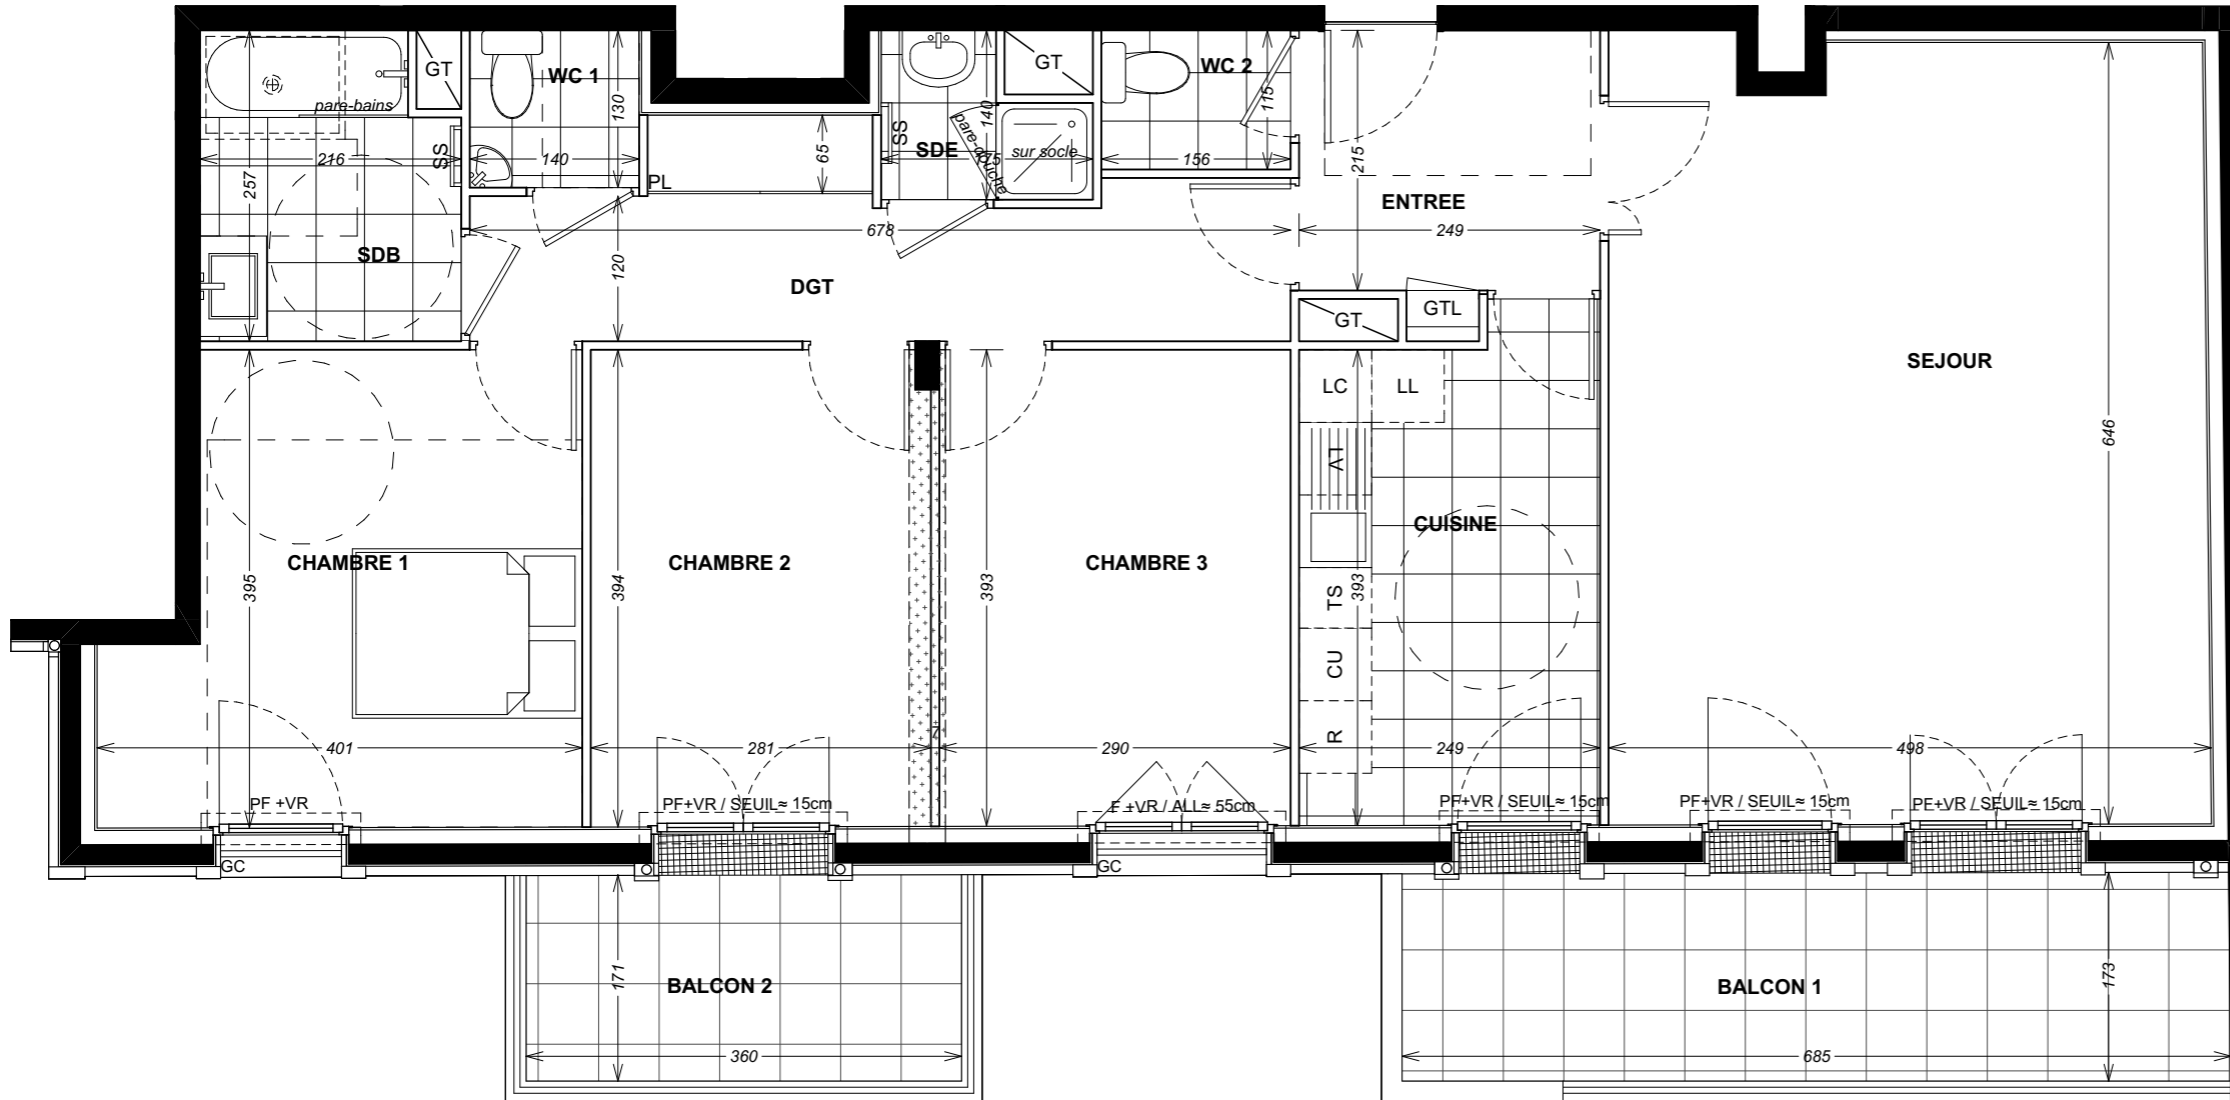 GT
WC 1
130
140
pare-bains
216
SS
257
SDB
PL
65
SS
SDE
140
175
pare-douche
GT
sur socle
WC 2
115
156
215
ENTREE
249
678
120
DGT
GT
GTL
SEJOUR
646
LC
LL
LV
CUISINE
393
TS
CU
R
249
CHAMBRE 1
395
401
CHAMBRE 2
394
281
7
CHAMBRE 3
393
290
498
PF +VR
PF+VR / SEUIL≈ 15cm
F +VR / ALL≈ 55cm
PF+VR / SEUIL≈ 15cm
PF+VR / SEUIL≈ 15cm
PF+VR / SEUIL≈ 15cm
GC
GC
171
BALCON 2
360
BALCON 1
173
685